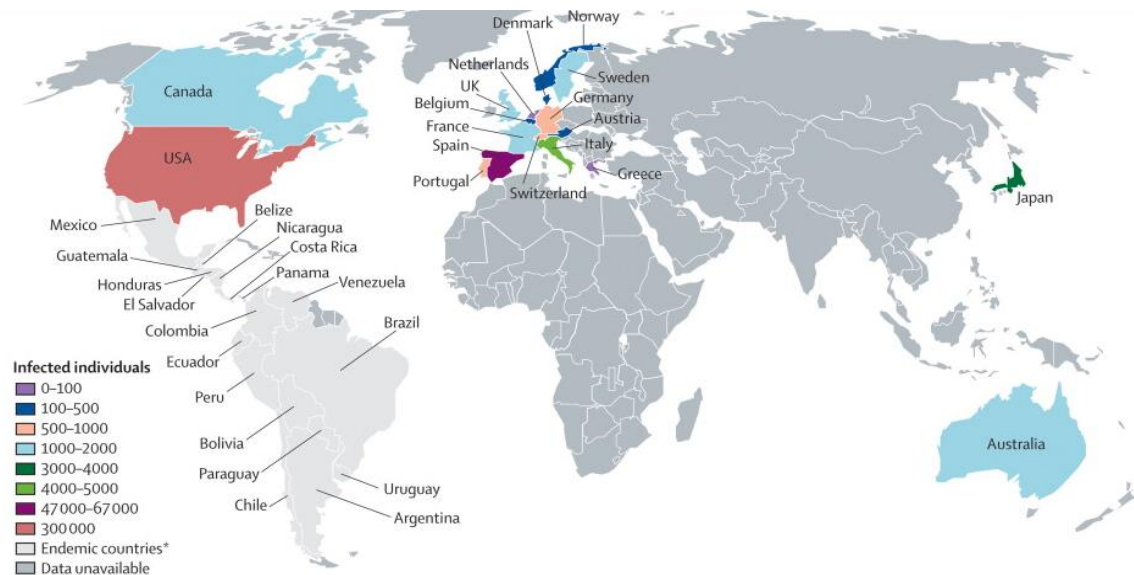 Norway
Denmark
Netherlands
Sweden
UK
Germany
Belgium
Austria
France
Italy
Spain
Portugal
Switzerland
Greece
Canada
USA
Japan
Mexico
Belize
Nicaragua
Guatemala
Costa Rica
Honduras
Panama
El Salvador
Venezuela
Colombia
Brazil
Ecuador
Peru
Bolivia
Paraguay
Uruguay
Chile
Argentina
Australia
Infected individuals
0–100
100–500
500–1000
1000–2000
3000–4000
4000–5000
47 000–67 000
300 000
Endemic countries*
Data unavailable